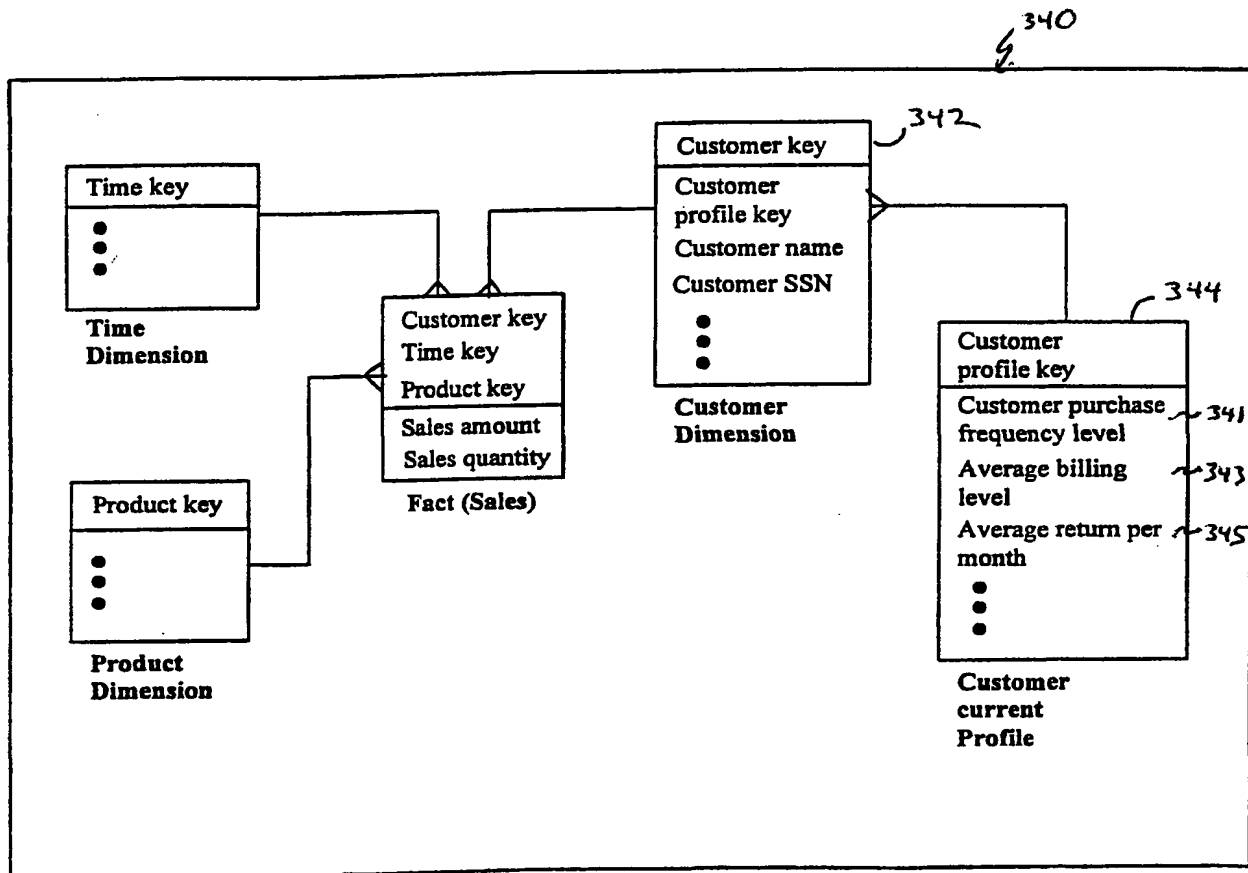 340
Time key
Time
Dimension
Product key
Product
Dimension
Customer key
Time key
Product key
Sales amount
Sales quantity
Fact (Sales)
342
Customer key
Customer
profile key
Customer name
Customer SSN
Customer
Dimension
344
Customer
profile key
Customer purchase
frequency level
341
Average billing
level
343
Average return per
month
345
Customer
current
Profile